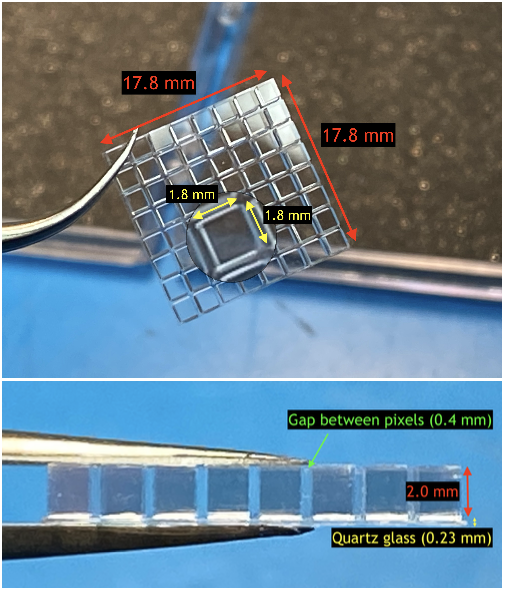 17.8 mm
17.8 mm
1.8 mm
1.8 mm
Gap between pixels (0.4 mm)
2.0 mm
Quartz glass (0.23 mm)